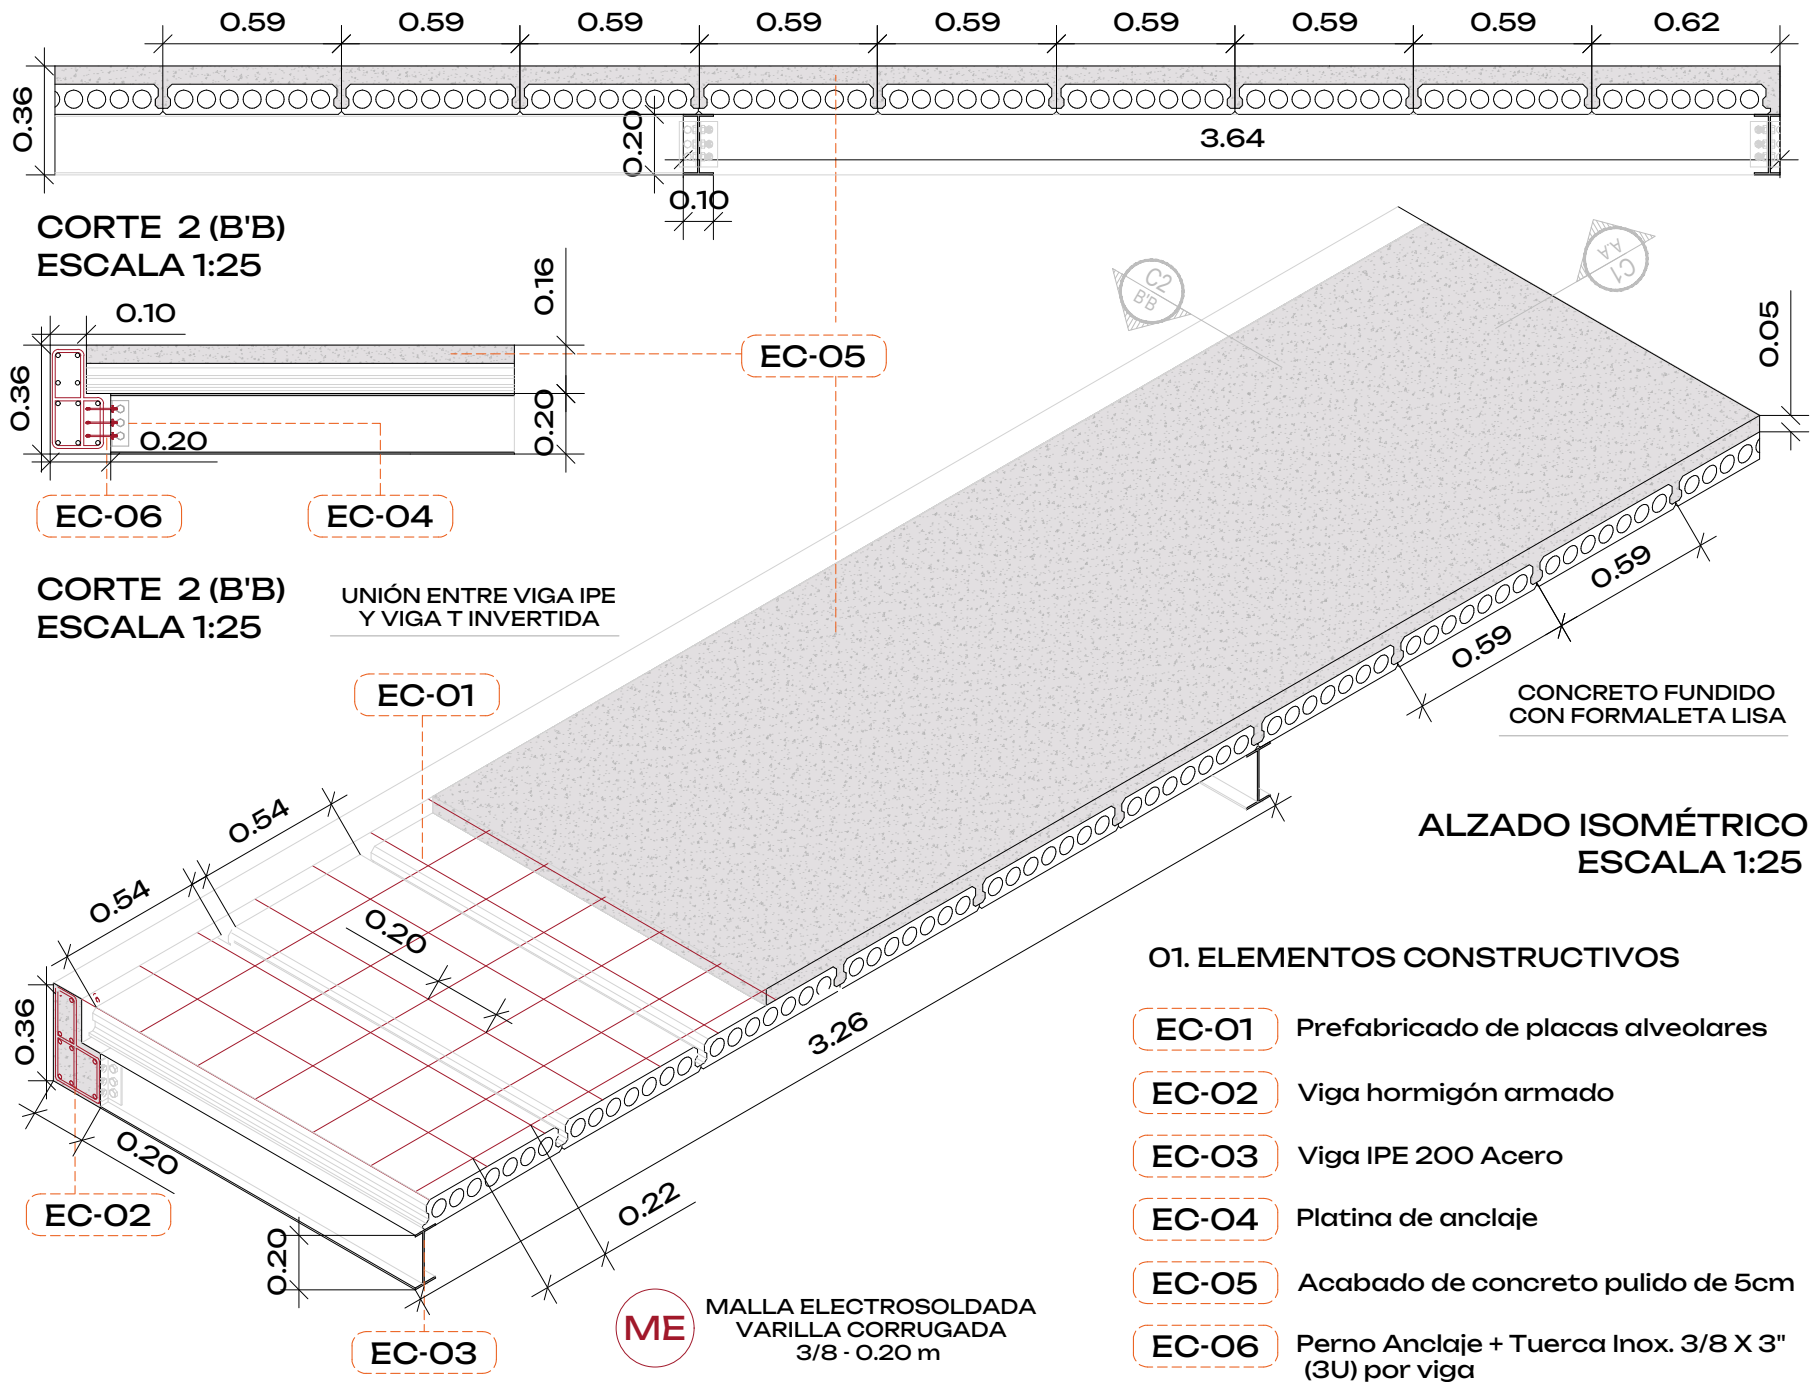 0.59 0.59 0.59 0.59 0.59 0.59 0.59 0.59 0.62
0.36
0.20
3.64
0.10
CORTE 2 (B'B)
ESCALA 1:25
0.10
0.16
0.36
0.20
0.20
EC-05
EC-06
EC-04
C2
B'B
C1
A'A
0.05
CORTE 2 (B'B)
ESCALA 1:25
UNIÓN ENTRE VIGA IPE
Y VIGA T INVERTIDA
EC-01
0.59
0.59
CONCRETO FUNDIDO
CON FORMALETA LISA
ALZADO ISOMÉTRICO
ESCALA 1:25
0.54
0.54
0.20
0.36
0.20
3.26
0.22
0.20
EC-02
EC-03
ME
MALLA ELECTROSOLDADA
VARILLA CORRUGADA
3/8 - 0.20 m
01. ELEMENTOS CONSTRUCTIVOS
EC-01 Prefabricado de placas alveolares
EC-02 Viga hormigón armado
EC-03 Viga IPE 200 Acero
EC-04 Platina de anclaje
EC-05 Acabado de concreto pulido de 5cm
EC-06 Perno Anclaje + Tuerca Inox. 3/8 X 3"
(3U) por viga